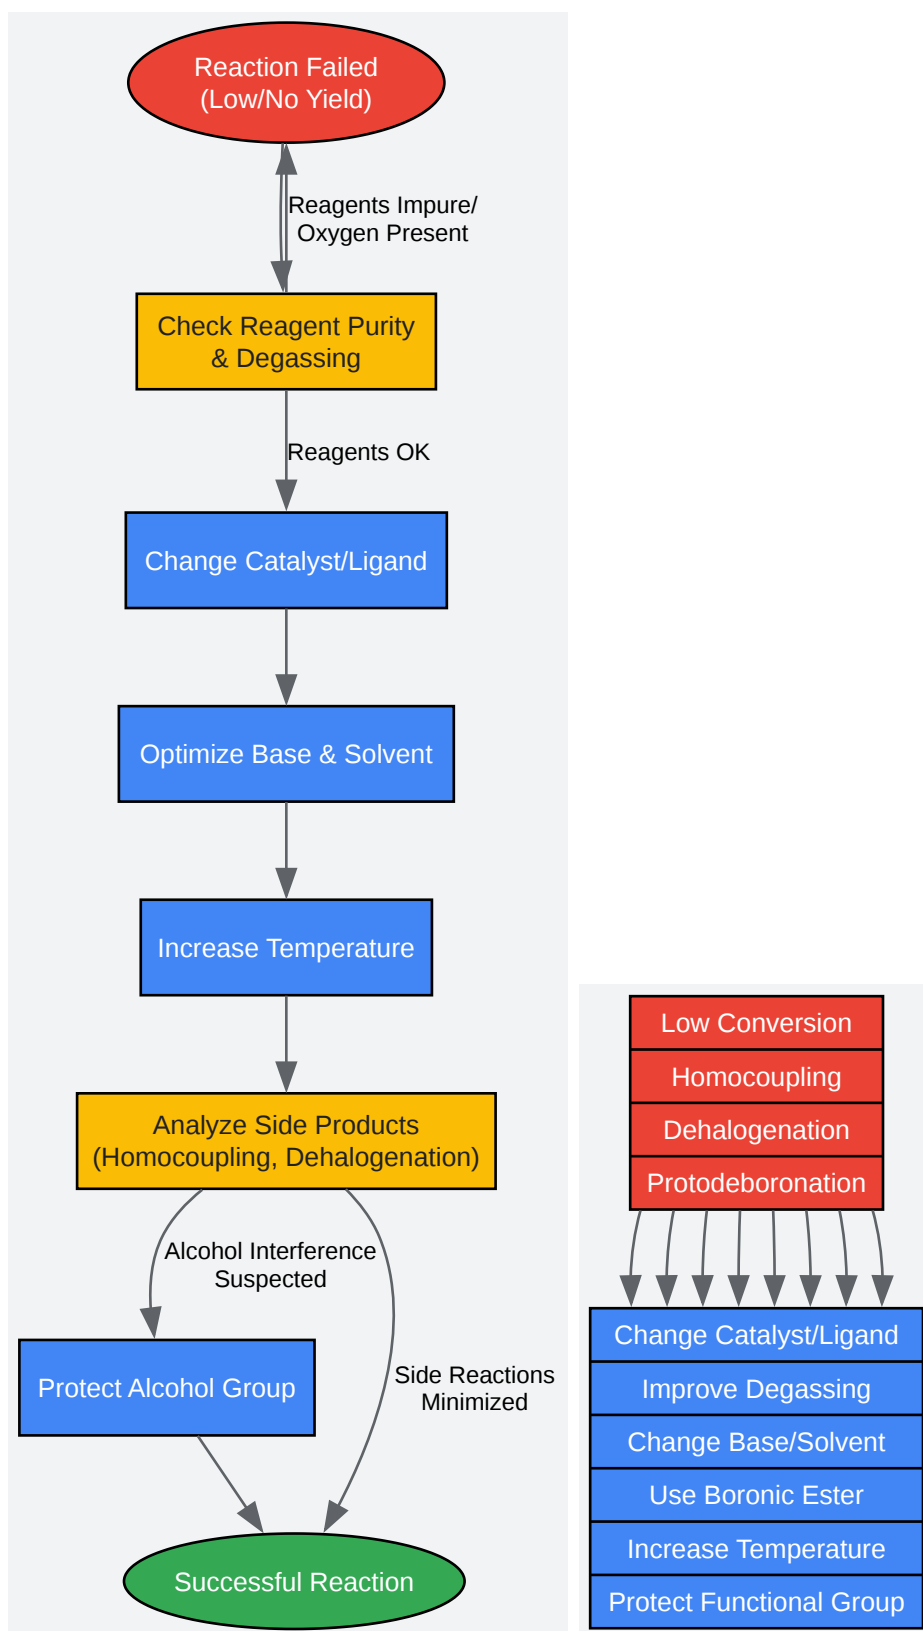 Reaction Failed
(Low/No Yield)
Reagents Impure/
Oxygen Present
Check Reagent Purity
& Degassing
Reagents OK
Change Catalyst/Ligand
Optimize Base & Solvent
Increase Temperature
Analyze Side Products
(Homocoupling, Dehalogenation)
Alcohol Interference
Suspected
Protect Alcohol Group
Side Reactions
Minimized
Successful Reaction
Low Conversion
Homocoupling
Dehalogenation
Protodeboronation
Change Catalyst/Ligand
Improve Degassing
Change Base/Solvent
Use Boronic Ester
Increase Temperature
Protect Functional Group